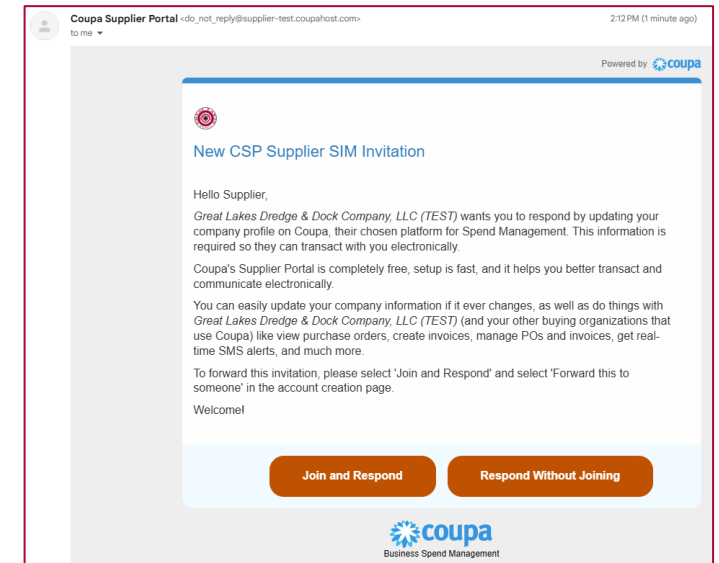 Coupa Supplier Portal <do_not_reply@supplier-test.coupahost.com> 2:12 PM (1 minute ago)
to me
Powered by coupa
New CSP Supplier SIM Invitation
Hello Supplier,
Great Lakes Dredge & Dock Company, LLC (TEST) wants you to respond by updating your
company profile on Coupa, their chosen platform for Spend Management. This information is
required so they can transact with you electronically.
Coupa's Supplier Portal is completely free, setup is fast, and it helps you better transact and
communicate electronically.
You can easily update your company information if it ever changes, as well as do things with
Great Lakes Dredge & Dock Company, LLC (TEST) (and your other buying organizations that
use Coupa) like view purchase orders, create invoices, manage POs and invoices, get real-
time SMS alerts, and much more.
To forward this invitation, please select 'Join and Respond' and select 'Forward this to
someone' in the account creation page.
Welcome!
Join and Respond Respond Without Joining
coupa
Business Spend Management